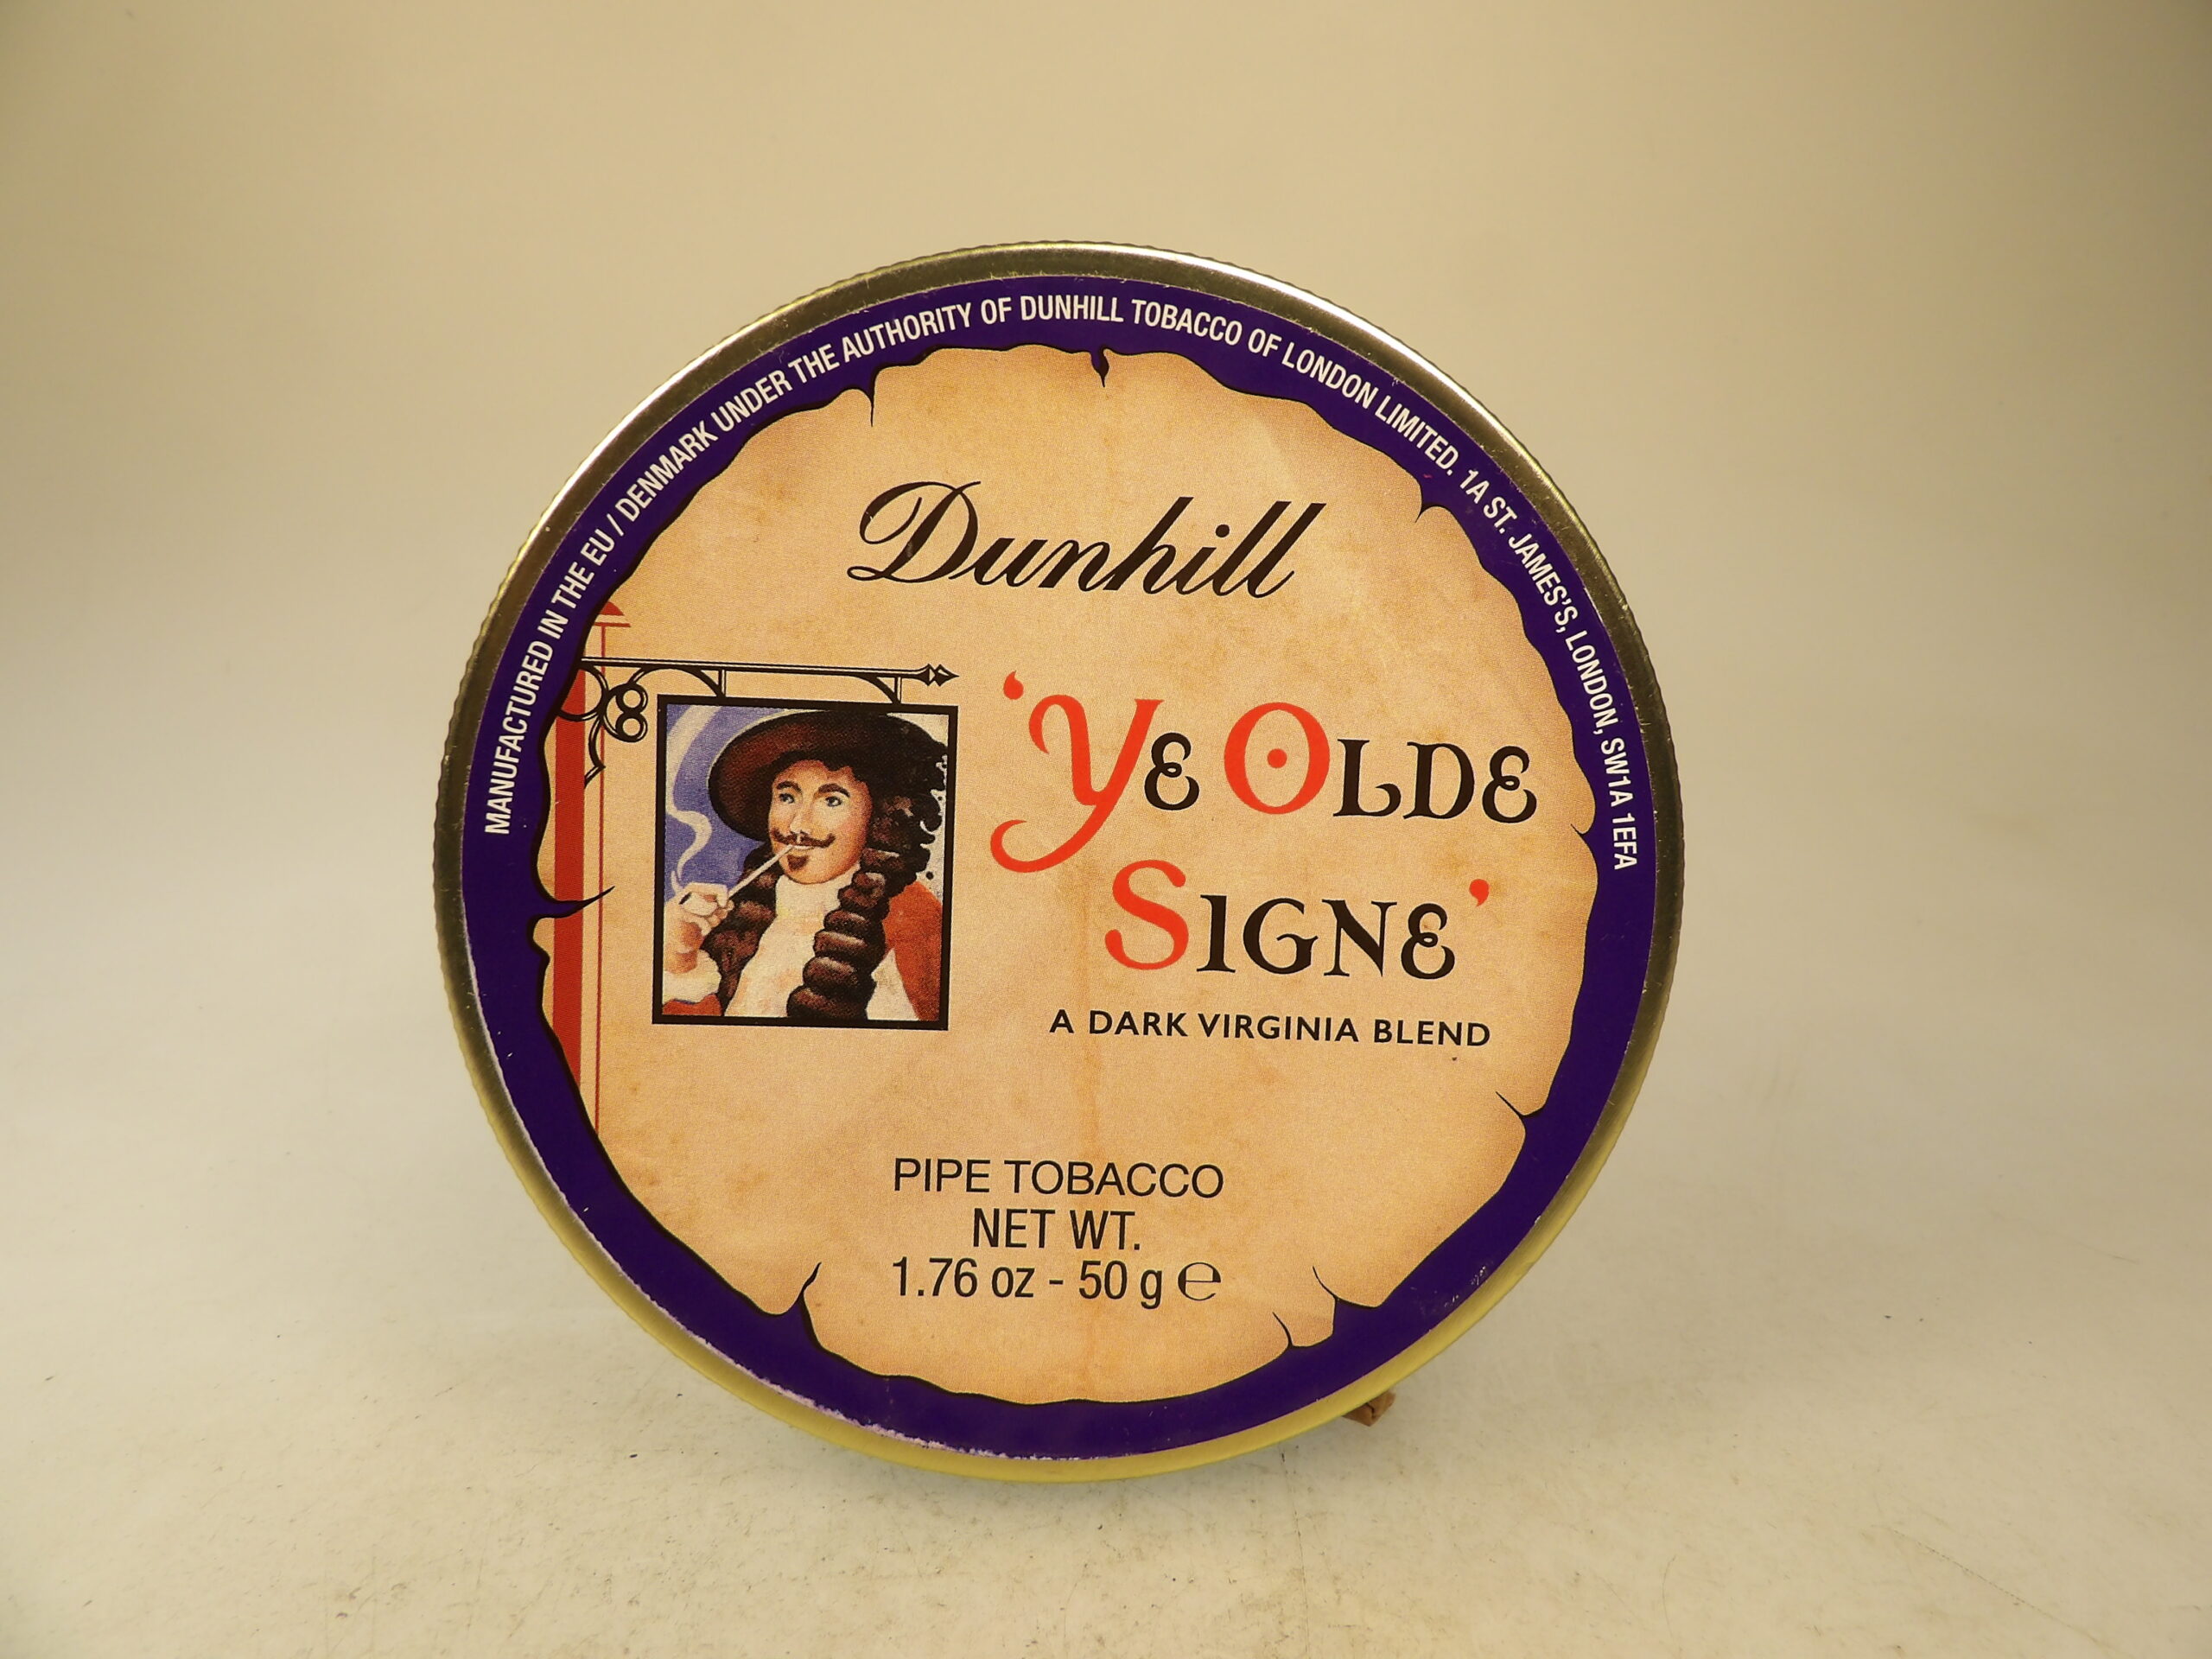 MANUFACTURED IN THE EU / DENMARK UNDER THE AUTHORITY OF DUNHILL TOBACCO OF LONDON LIMITED. 1A ST. JAMES'S, LONDON, SW1A 1EFA
Dunhill
'YE OLDE
SIGNE'
A DARK VIRGINIA BLEND
PIPE TOBACCO
NET WT.
1.76 oz - 50 g ℮